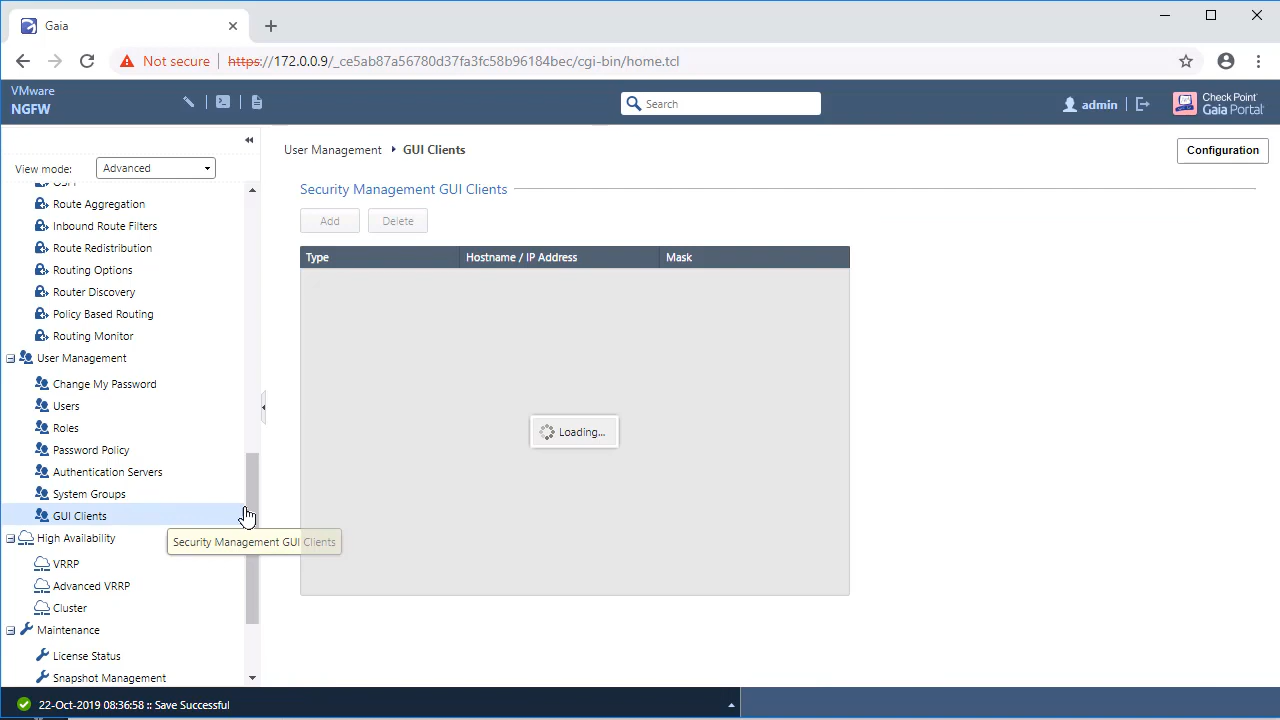 Gaia
Not secure
https://172.0.0.9/_ce5ab87a56780d37fa3fc58b96184bec/cgi-bin/home.tcl
VMware
NGFW
Search
admin
Check Point
Gaia Portal
View mode:
Advanced
User Management
GUI Clients
Configuration
OSPF
Route Aggregation
Inbound Route Filters
Route Redistribution
Routing Options
Router Discovery
Policy Based Routing
Routing Monitor
User Management
Change My Password
Users
Roles
Password Policy
Authentication Servers
System Groups
GUI Clients
High Availability
VRRP
Advanced VRRP
Cluster
Maintenance
License Status
Snapshot Management
Security Management GUI Clients
Security Management GUI Clients
Add
Delete
Type
Hostname / IP Address
Mask
Loading...
22-Oct-2019 08:36:58 :: Save Successful